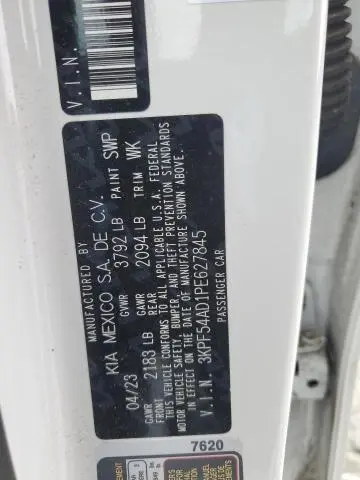 V.I.N.
MANUFACTURED BY
KIA MEXICO S.A. DE C.V.
04/23 GVWR 3792 LB PAINT SWP
GAWR FRONT 2183 LB GAWR REAR 2094 LB TRIM WK
THIS VEHICLE CONFORMS TO ALL APPLICABLE U.S.A. FEDERAL
MOTOR VEHICLE SAFETY, BUMPER, AND THEFT PREVENTION STANDARDS
IN EFFECT ON THE DATE OF MANUFACTURE SHOWN ABOVE.
V.I.N. 3KPF54AD1PE627845
PASSENGER CAR
7620